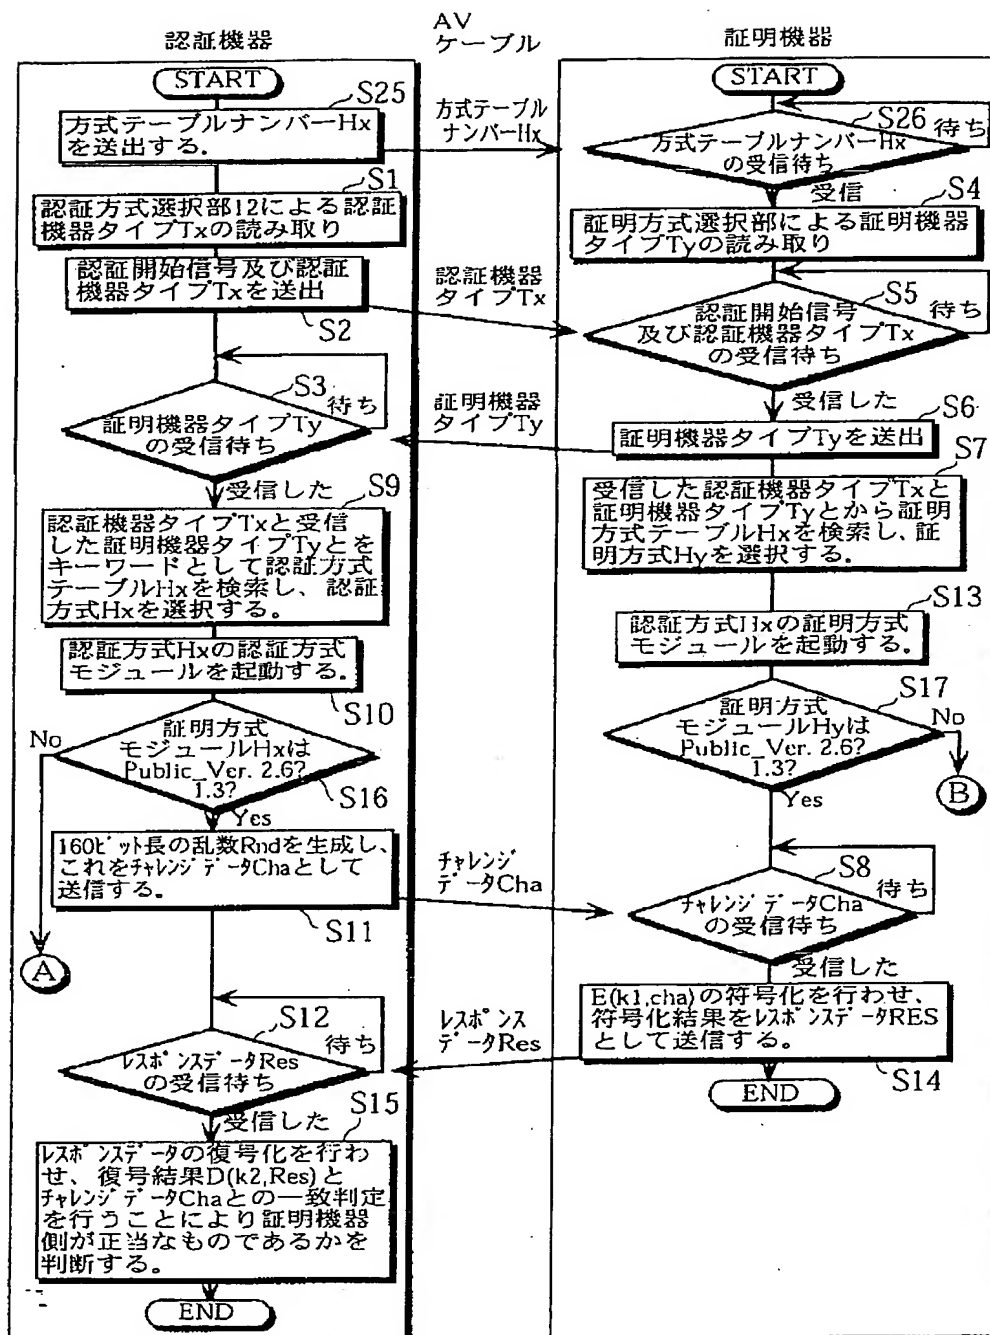 認証機器
START
S25
方式テーブルナンバーHx
を送出する.
S1
認証方式選択部12による認証
機器タイプTxの読み取り
認証開始信号及び認証
機器タイプTxを送出
S2
S3
待ち
証明機器タイプTy
の受信待ち
受信した
S9
認証機器タイプTxと受信
した証明機器タイプTyとを
キーワードとして認証方式
テーブルHxを検索し、認証
方式Hxを選択する。
認証方式Hxの認証方式
モジュールを起動する。
S10
証明方式
モジュールHxは
Public_Ver. 2.6?
1.3?
No
S16
Yes
160ビット長の乱数Rndを生成し、
これをチャレンジデータChaとして
送信する。
S11
A
S12
待ち
レスポンスデータRes
の受信待ち
受信した
S15
レスポンスデータの復号化を行わ
せ、復号結果D(k2,Res)と
チャレンジデータChaとの一致判定
を行うことにより証明機器
側が正当なものであるかを
判断する。
END
AV
ケーブル
方式テーブル
ナンバーHx
認証機器
タイプTx
証明機器
タイプTy
チャレンジ
データCha
レスポンス
データRes
証明機器
START
S26
待ち
方式テーブルナンバーHx
の受信待ち
受信
S4
証明方式選択部による証明機器
タイプTyの読み取り
S5
待ち
認証開始信号
及び認証機器タイプTx
の受信待ち
受信した
S6
証明機器タイプTyを送出
S7
受信した認証機器タイプTxと
証明機器タイプTyとから証明
方式テーブルHxを検索し、証
明方式Hyを選択する。
S13
認証方式Hxの証明方式
モジュールを起動する。
S17
証明方式
モジュールHyは
Public_Ver. 2.6?
1.3?
No
B
Yes
S8
待ち
チャレンジデータCha
の受信待ち
受信した
E(k1,cha)の符号化を行わせ、
符号化結果をレスポンスデータRES
として送信する。
S14
END